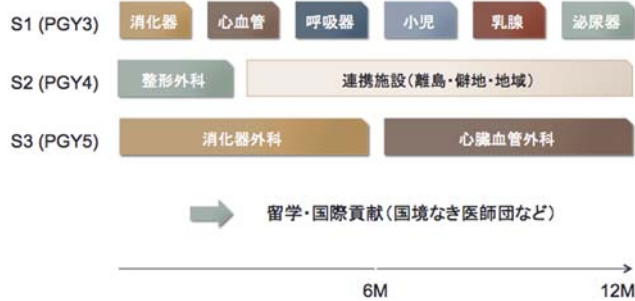 S1 (PGY3) 消化器 心血管 呼吸器 小児 乳腺 泌尿器
S2 (PGY4) 整形外科 連携施設(離島・僻地・地域)
S3 (PGY5) 消化器外科 心臓血管外科
留学・国際貢献(国境なき医師団など)
6M 12M